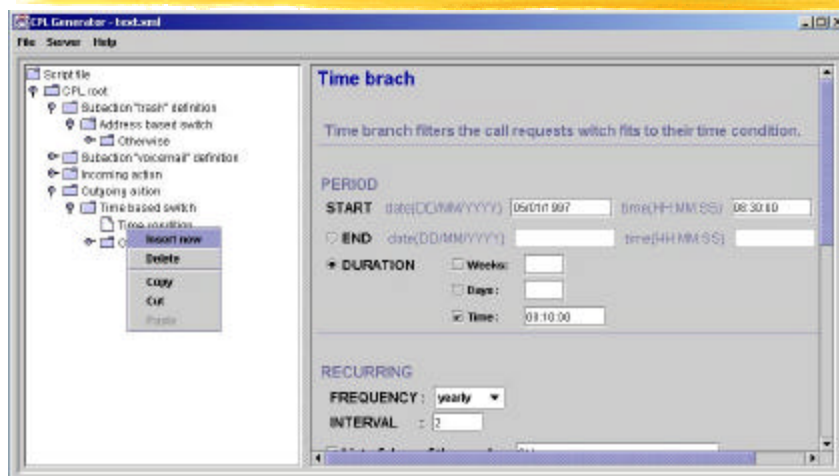 CPL Generator - text.xml
File Server Help
Script file
CPL root
Subaction "trash" definition
Address based switch
Otherwise
Subaction "voicemail" definition
Incoming action
Outgoing action
Time based switch
Time condition
O
Insert new
Delete
Copy
Cut
Paste
Time brach
Time branch filters the call requests witch fits to their time condition.
PERIOD
START date(DD/MM/YYYY) 05/01/1997 time(HH:MM:SS) 08:30:00
END date(DD/MM/YYYY) time(HH:MM:SS)
DURATION Weeks:
Days:
Time: 00:10:00
RECURRING
FREQUENCY: yearly
INTERVAL : 2